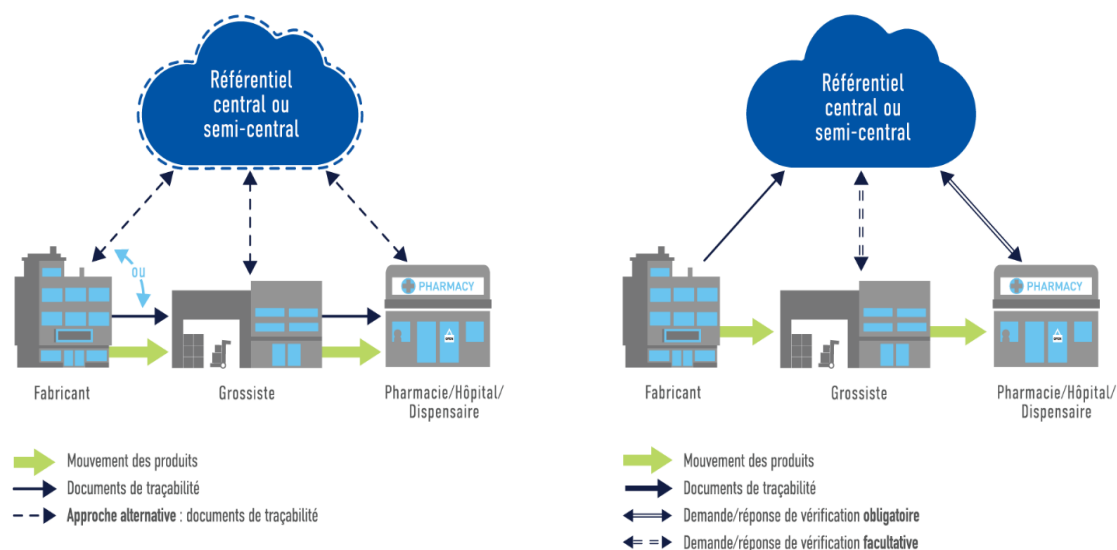 Référentiel
central ou
semi-central
ou
PHARMACY
OPEN
Fabricant
Grossiste
Pharmacie/Hôpital/
Dispensaire
Mouvement des produits
Documents de traçabilité
Approche alternative : documents de traçabilité
Référentiel
central ou
semi-central
PHARMACY
OPEN
Fabricant
Grossiste
Pharmacie/Hôpital/
Dispensaire
Mouvement des produits
Documents de traçabilité
Demande/réponse de vérification obligatoire
Demande/réponse de vérification facultative